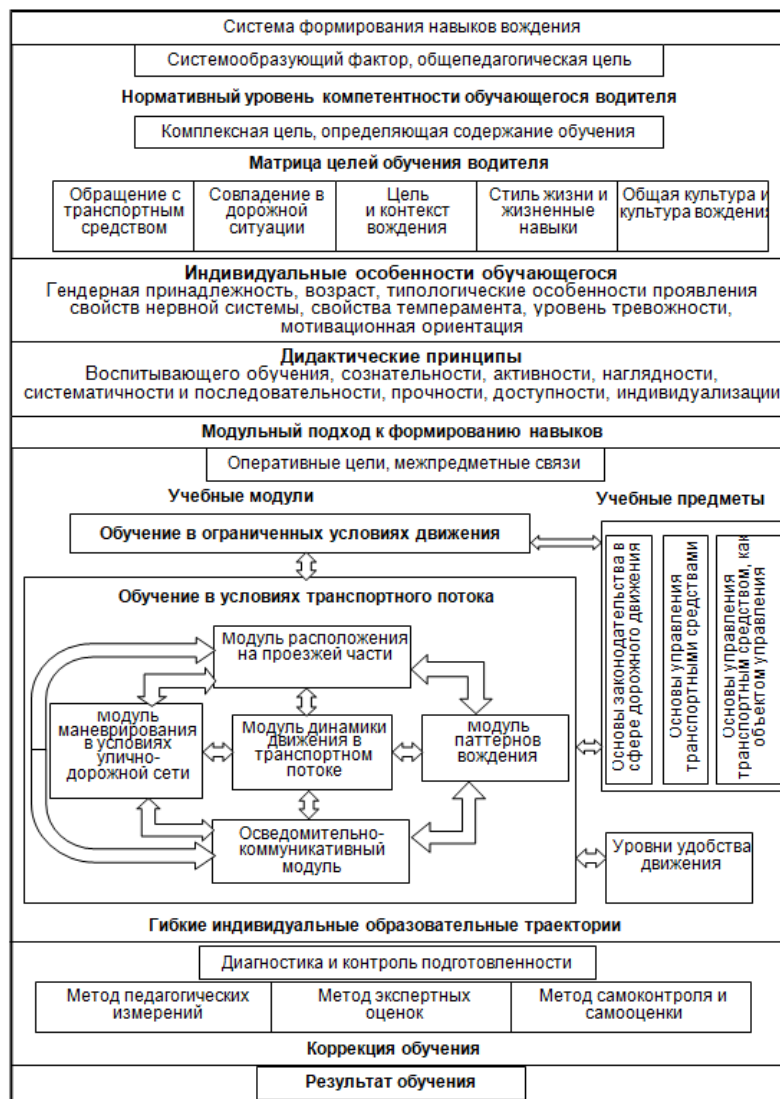 Система формирования навыков вождения
Системообразующий фактор, общепедагогическая цель
Нормативный уровень компетентности обучающегося водителя
Комплексная цель, определяющая содержание обучения
Матрица целей обучения водителя
Обращение с
транспортным
средством
Совпадение в
дорожной
ситуации
Цель
и контекст
вождения
Стиль жизни и
жизненные
навыки
Общая культура и
культура вождения
Индивидуальные особенности обучающегося
Гендерная принадлежность, возраст, типологические особенности проявления
свойств нервной системы, свойства темперамента, уровень тревожности,
мотивационная ориентация
Дидактические принципы
Воспитывающего обучения, сознательности, активности, наглядности,
систематичности и последовательности, прочности, доступности, индивидуализации
Модульный подход к формированию навыков
Оперативные цели, межпредметные связи
Учебные модули
Учебные предметы
Обучение в ограниченных условиях движения
Обучение в условиях транспортного потока
Модуль расположения
на проезжей части
Модуль
маневрирования
в условиях
улично-
дорожной сети
Модуль динамики
движения в
транспортном
потоке
Модуль
паттернов
вождения
Осведомительно-
коммуникативный
модуль
Основы законодательства в
сфере дорожного движения
Основы управления
транспортными средствами
Основы управления
транспортным средством, как
объектом управления
Уровни удобства
движения
Гибкие индивидуальные образовательные траектории
Диагностика и контроль подготовленности
Метод педагогических
измерений
Метод экспертных
оценок
Метод самоконтроля и
самооценки
Коррекция обучения
Результат обучения